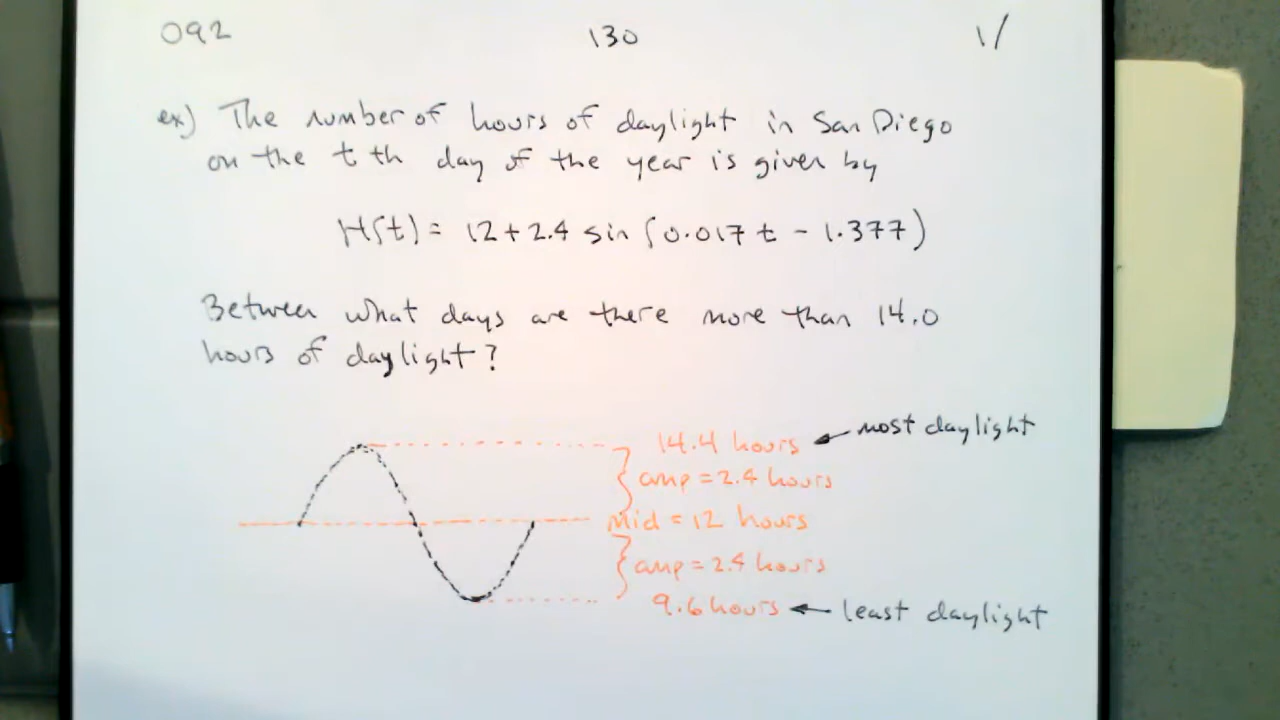 092 130 1/
ex) The number of hours of daylight in San Diego
on the t th day of the year is given by
H(t) = 12 + 2.4 sin (0.017 t - 1.377)
Between what days are there more than 14.0
hours of daylight?
14.4 hours ← most daylight
amp = 2.4 hours
mid = 12 hours
amp = 2.4 hours
9.6 hours ← least daylight